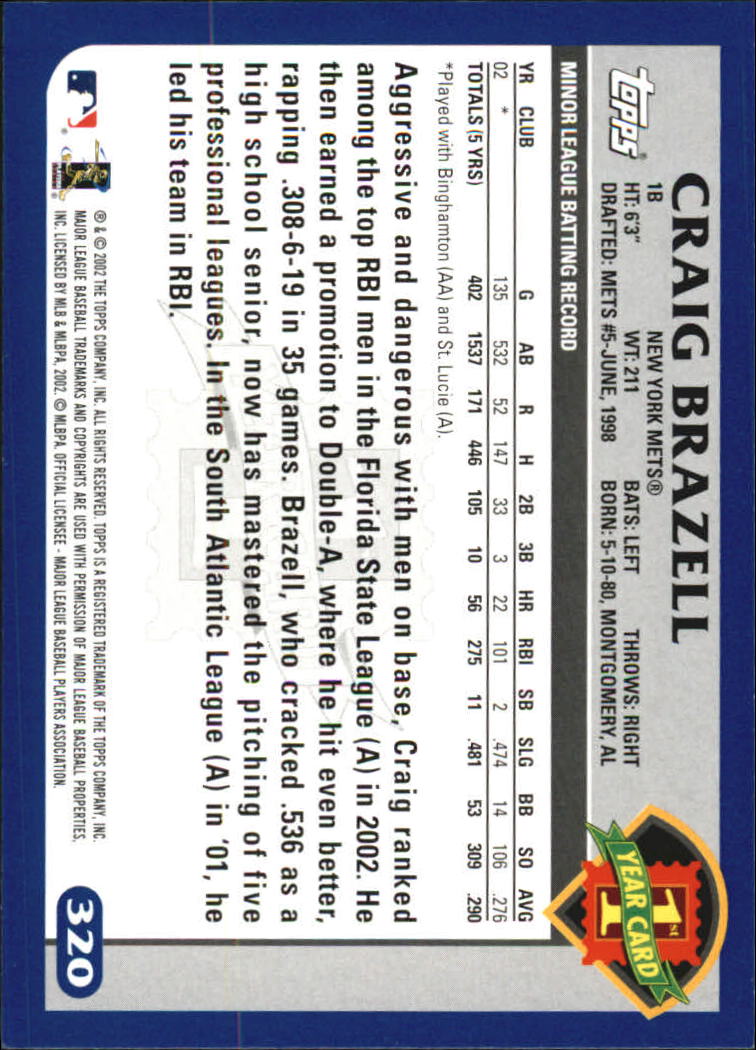 CRAIG BRAZELL
topps®
1B NEW YORK METS®
HT: 6'3" WT: 211 BATS: LEFT THROWS: RIGHT
DRAFTED: METS #5-JUNE, 1998 BORN: 5-10-80, MONTGOMERY, AL
1st
YEAR CARD
MINOR LEAGUE BATTING RECORD
YR CLUB G AB R H 2B 3B HR RBI SB SLG BB SO AVG
02 * 135 532 52 147 33 3 22 101 2 .474 14 106 .276
TOTALS (5 YRS) 402 1537 171 446 105 10 56 275 11 .481 53 309 .290
*Played with Binghamton (AA) and St. Lucie (A).
Aggressive and dangerous with men on base, Craig ranked
among the top RBI men in the Florida State League (A) in 2002. He
then earned a promotion to Double-A, where he hit even better,
rapping .308-6-19 in 35 games. Brazell, who cracked .536 as a
high school senior, now has mastered the pitching of five
professional leagues. In the South Atlantic League (A) in '01, he
led his team in RBI.
® & © 2002 THE TOPPS COMPANY, INC. ALL RIGHTS RESERVED. TOPPS IS A REGISTERED TRADEMARK OF THE TOPPS COMPANY, INC.
MAJOR LEAGUE BASEBALL TRADEMARKS AND COPYRIGHTS ARE USED WITH PERMISSION OF MAJOR LEAGUE BASEBALL PROPERTIES,
INC. LICENSED BY MLB & MLBPA, 2002. © MLBPA. OFFICIAL LICENSEE - MAJOR LEAGUE BASEBALL PLAYERS ASSOCIATION.
320